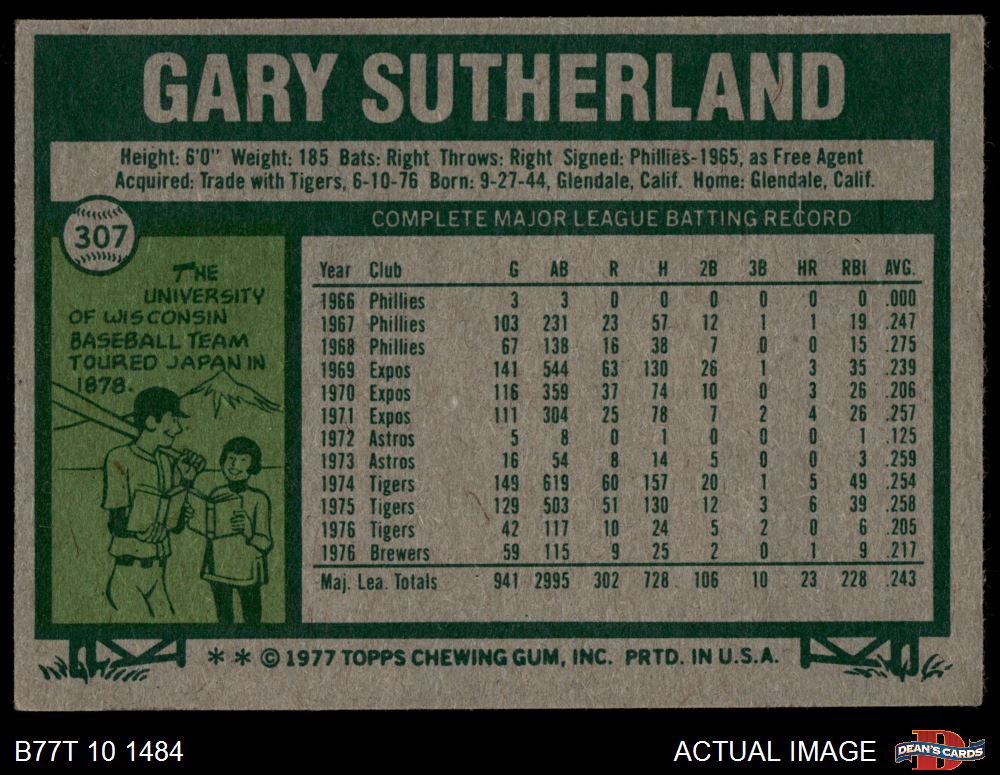 GARY SUTHERLAND
Height: 6'0" Weight: 185 Bats: Right Throws: Right Signed: Phillies-1965, as Free Agent
Acquired: Trade with Tigers, 6-10-76 Born: 9-27-44, Glendale, Calif. Home: Glendale, Calif.
307
COMPLETE MAJOR LEAGUE BATTING RECORD
THE
UNIVERSITY
OF WISCONSIN
BASEBALL TEAM
TOURED JAPAN IN
1878.
Year Club G AB R H 2B 3B HR RBI AVG.
1966 Phillies 3 3 0 0 0 0 0 0 .000
1967 Phillies 103 231 23 57 12 1 1 19 .247
1968 Phillies 67 138 16 38 7 0 0 15 .275
1969 Expos 141 544 63 130 26 1 3 35 .239
1970 Expos 116 359 37 74 10 0 3 26 .206
1971 Expos 111 304 25 78 7 2 4 26 .257
1972 Astros 5 8 0 1 0 0 0 1 .125
1973 Astros 16 54 8 14 5 0 0 3 .259
1974 Tigers 149 619 60 157 20 1 5 49 .254
1975 Tigers 129 503 51 130 12 3 6 39 .258
1976 Tigers 42 117 10 24 5 2 0 6 .205
1976 Brewers 59 115 9 25 2 0 1 9 .217
Maj. Lea. Totals 941 2995 302 728 106 10 23 228 .243
* * © 1977 TOPPS CHEWING GUM, INC. PRTD. IN U.S.A.
B77T 10 1484
ACTUAL IMAGE
D
DEAN'S CARDS